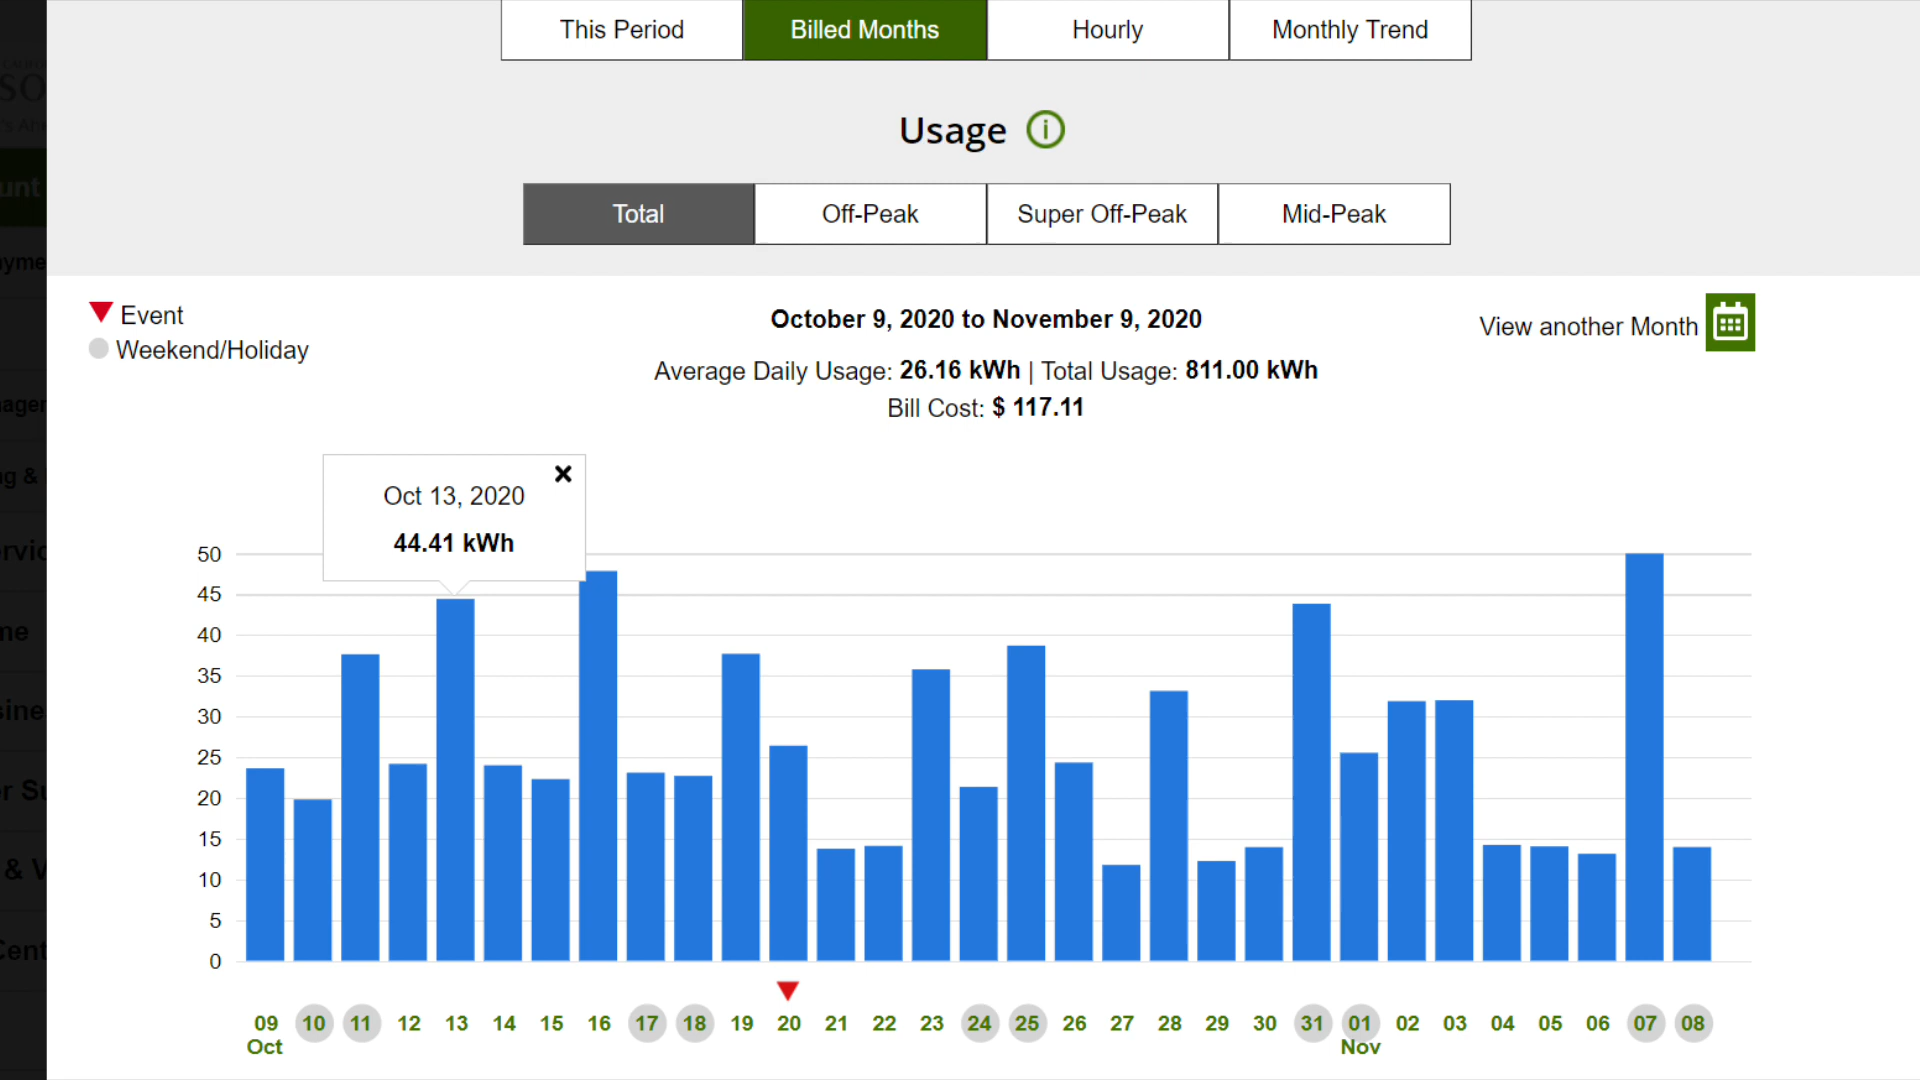 This Period Billed Months Hourly Monthly Trend
Usage i
Total Off-Peak Super Off-Peak Mid-Peak
Event
Weekend/Holiday
October 9, 2020 to November 9, 2020
Average Daily Usage: 26.16 kWh | Total Usage: 811.00 kWh
Bill Cost: $ 117.11
View another Month
Oct 13, 2020
44.41 kWh
50
45
40
35
30
25
20
15
10
5
0
09 10 11 12 13 14 15 16 17 18 19 20 21 22 23 24 25 26 27 28 29 30 31 01 02 03 04 05 06 07 08
Oct Nov